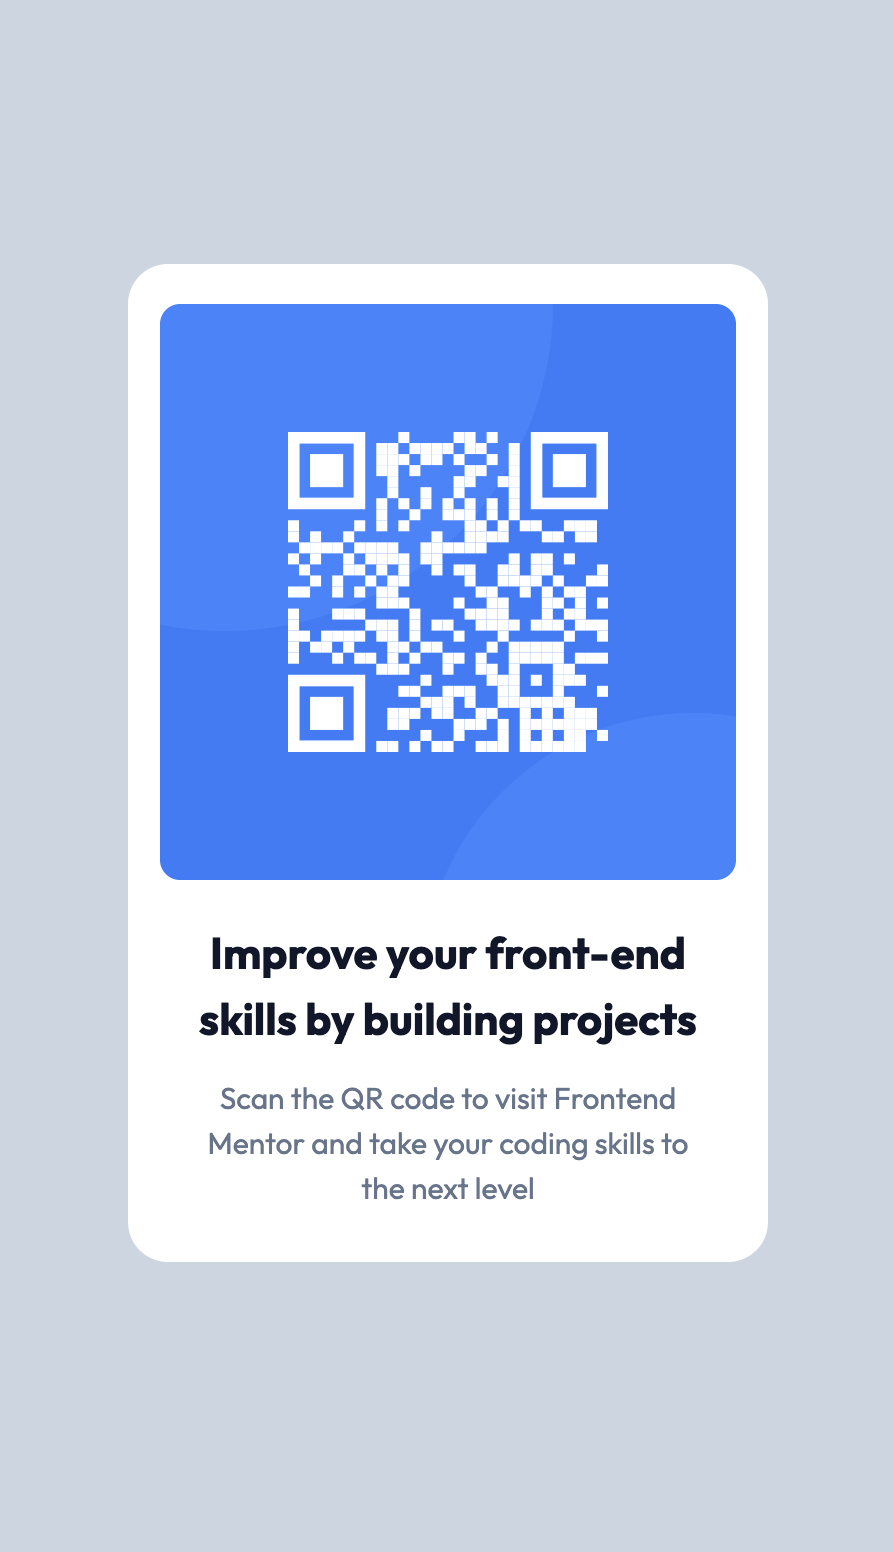 Improve your front-end
skills by building projects
Scan the QR code to visit Frontend
Mentor and take your coding skills to
the next level